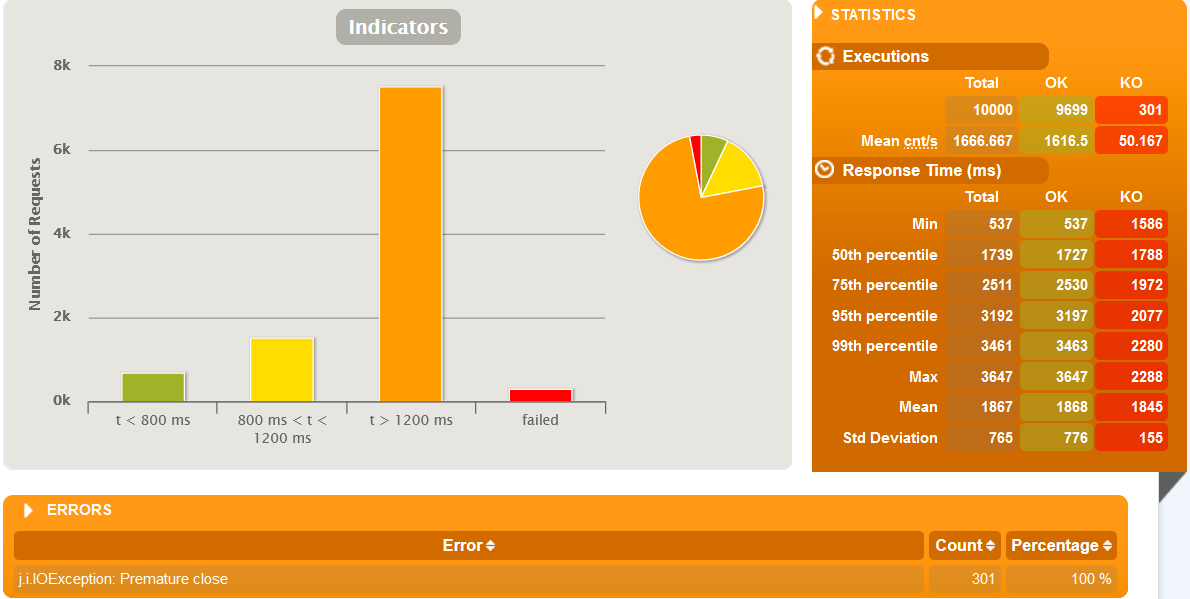 Indicators
Number of Requests
8k
6k
4k
2k
0k
t < 800 ms
800 ms < t <
1200 ms
t > 1200 ms
failed
STATISTICS
Executions
Total OK KO
10000 9699 301
Mean cnt/s 1666.667 1616.5 50.167
Response Time (ms)
Total OK KO
Min 537 537 1586
50th percentile 1739 1727 1788
75th percentile 2511 2530 1972
95th percentile 3192 3197 2077
99th percentile 3461 3463 2280
Max 3647 3647 2288
Mean 1867 1868 1845
Std Deviation 765 776 155
ERRORS
Error Count Percentage
j.i.IOException: Premature close 301 100 %